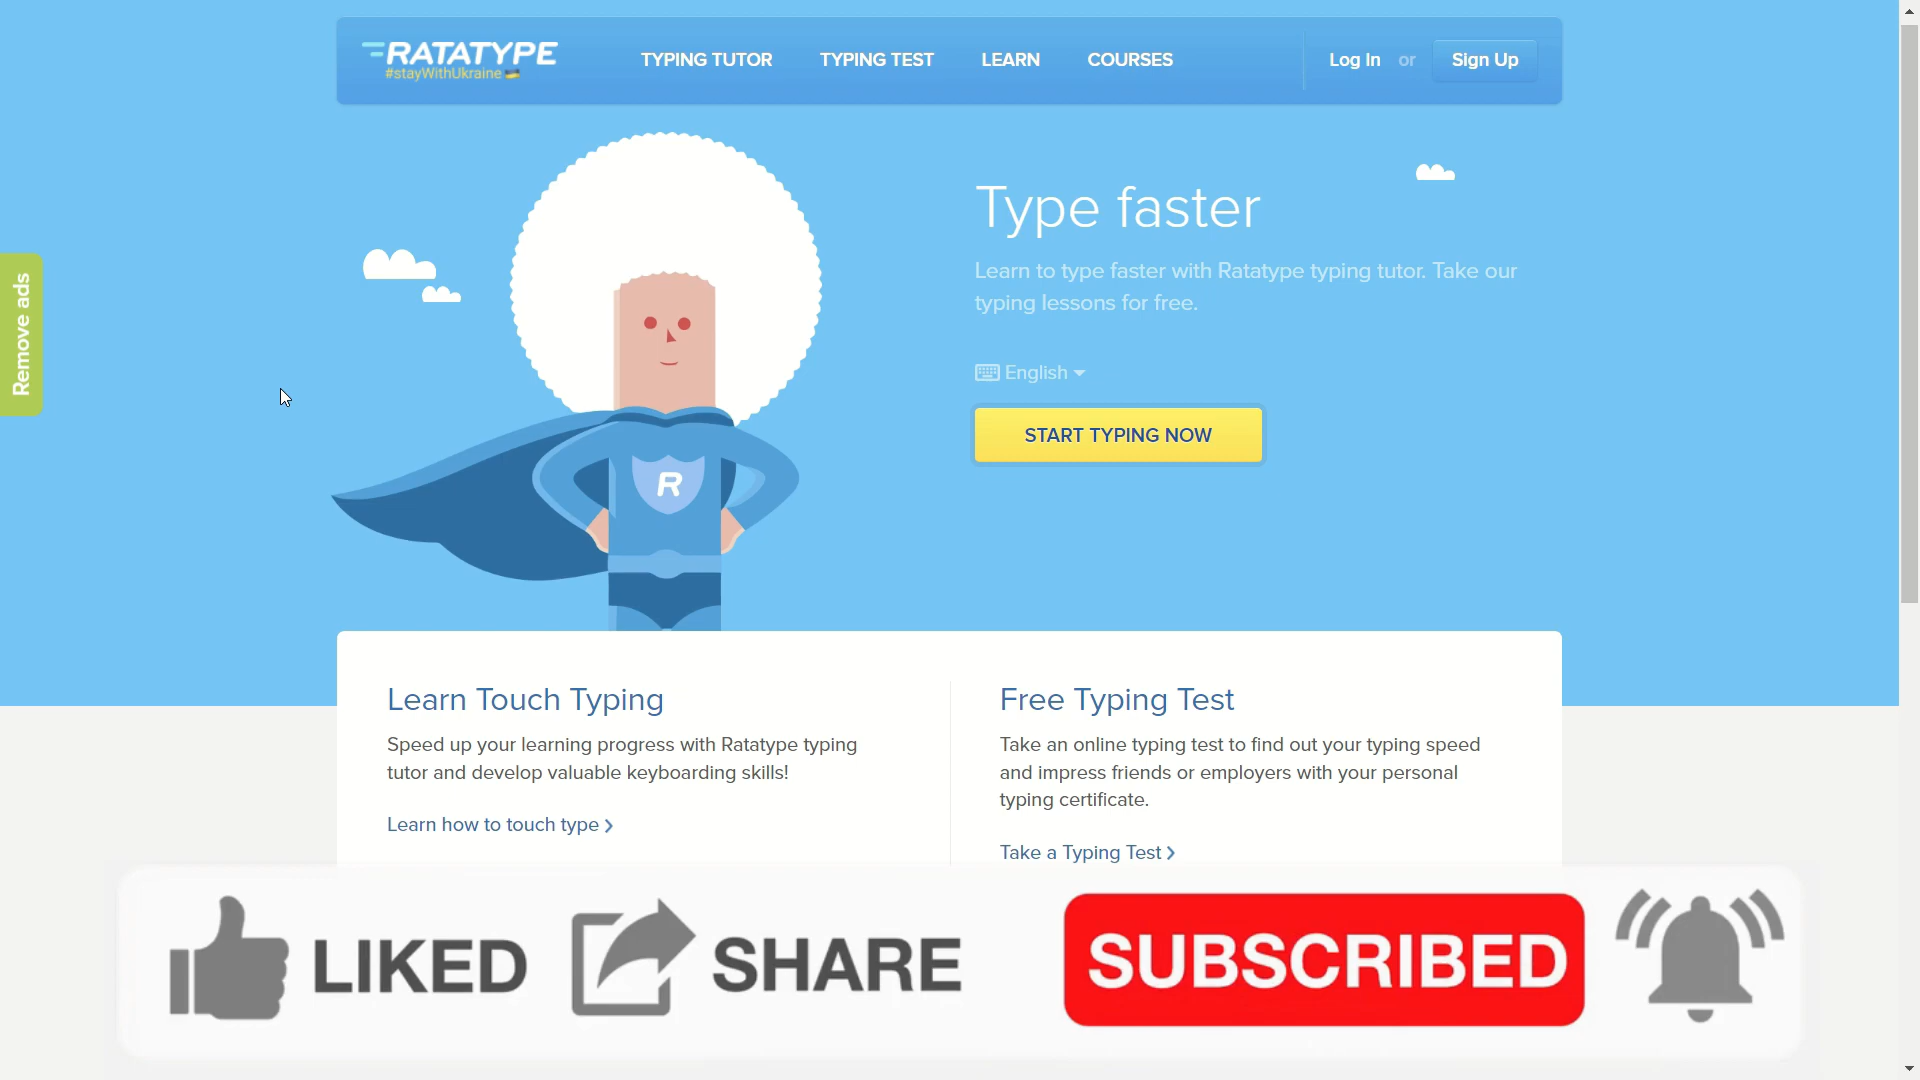 RATATYPE
#stayWithUkraine
TYPING TUTOR
TYPING TEST
LEARN
COURSES
Log In or Sign Up
Remove ads
Type faster
Learn to type faster with Ratatype typing tutor. Take our
typing lessons for free.
English
START TYPING NOW
R
Learn Touch Typing
Speed up your learning progress with Ratatype typing
tutor and develop valuable keyboarding skills!
Learn how to touch type
Free Typing Test
Take an online typing test to find out your typing speed
and impress friends or employers with your personal
typing certificate.
Take a Typing Test
LIKED
SHARE
SUBSCRIBED